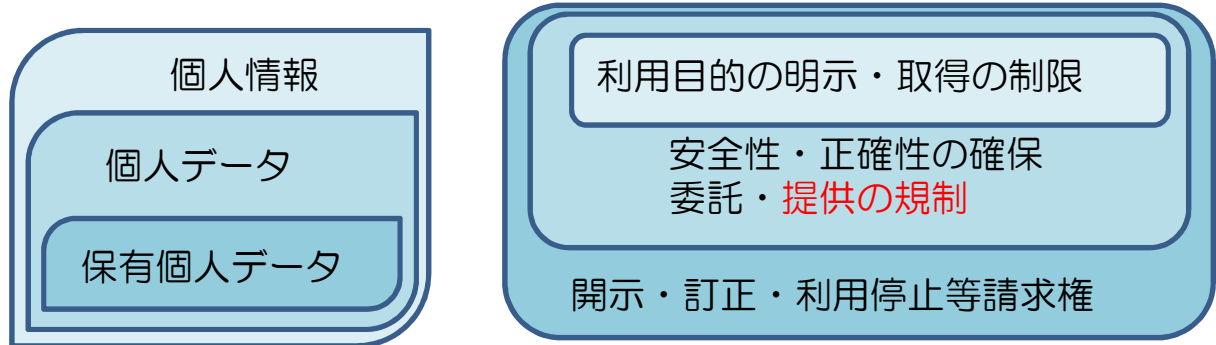 個人情報
個人データ
保有個人データ
利用目的の明示・取得の制限
安全性・正確性の確保
委託・提供の規制
開示・訂正・利用停止等請求権